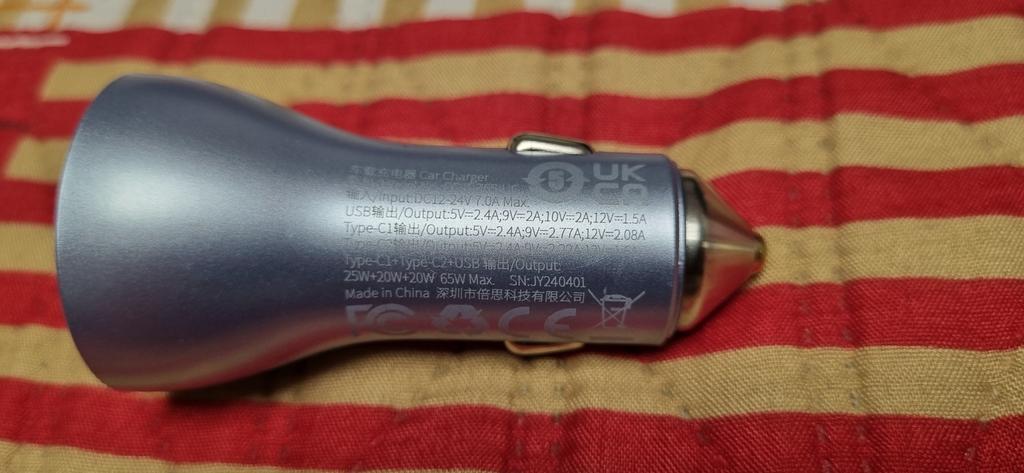 车载充电器 Car Charger
UK
CA
输入/Input:DC12-24V 7.0A Max.
USB输出/Output:5V⎓2.4A;9V⎓2A;10V⎓2A;12V⎓1.5A
Type-C1输出/Output:5V⎓2.4A;9V⎓2.77A;12V⎓2.08A
Type-C1+Type-C2+USB 输出/Output:
25W+20W+20W 65W Max. SN:JY240401
Made in China 深圳市倍思科技有限公司
FC CE